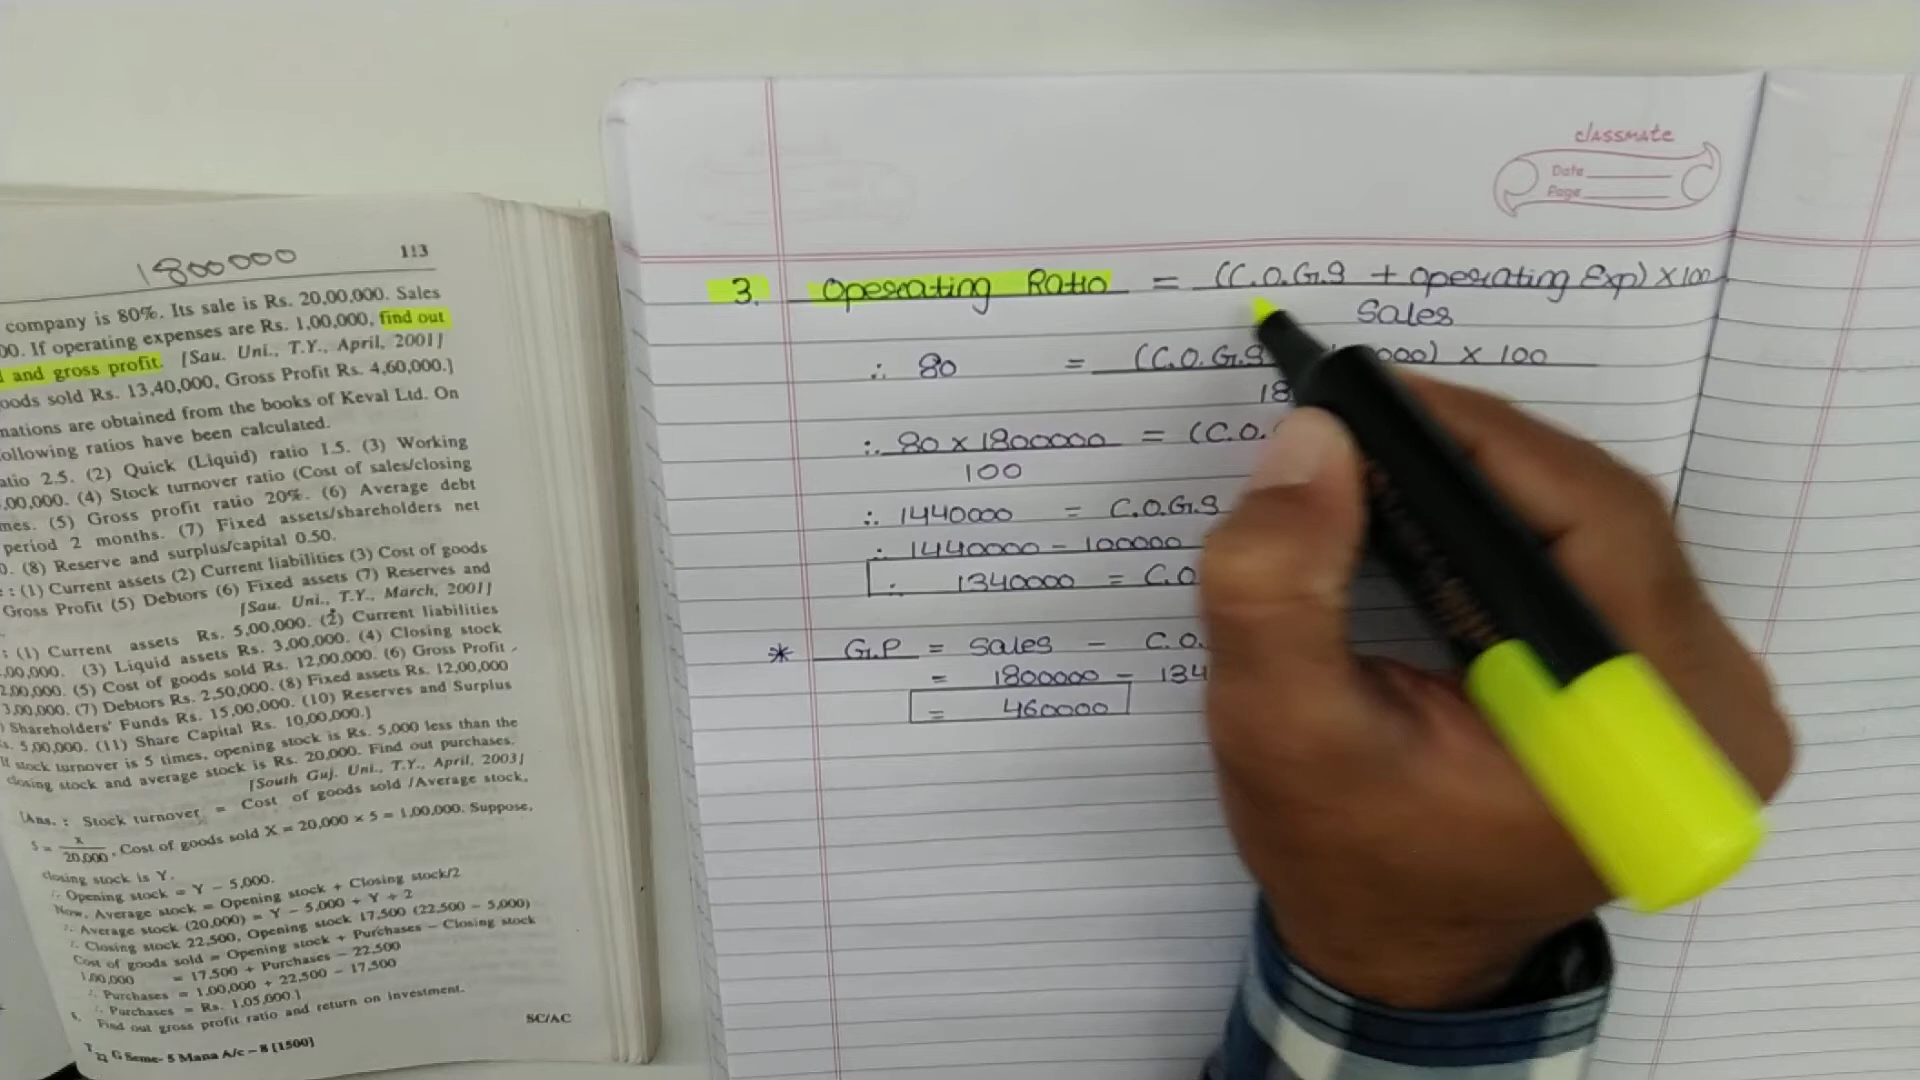 1800000
113
company is 80%. Its sale is Rs. 20,00,000. Sales
00. If operating expenses are Rs. 1,00,000, find out
and gross profit. [Sau. Uni., T.Y., April, 2001]
oods sold Rs. 13,40,000, Gross Profit Rs. 4,60,000.]
mations are obtained from the books of Keval Ltd. On
ollowing ratios have been calculated.
atio 2.5. (2) Quick (Liquid) ratio 1.5. (3) Working
,00,000. (4) Stock turnover ratio (Cost of sales/closing
mes. (5) Gross profit ratio 20%. (6) Average debt
period 2 months. (7) Fixed assets/shareholders net
0. (8) Reserve and surplus/capital 0.50.
: (1) Current assets (2) Current liabilities (3) Cost of goods
Gross Profit (5) Debtors (6) Fixed assets (7) Reserves and
[Sau. Uni., T.Y., March, 2001]
: (1) Current assets Rs. 5,00,000. (2) Current liabilities
,00,000. (3) Liquid assets Rs. 3,00,000. (4) Closing stock
2,00,000. (5) Cost of goods sold Rs. 12,00,000. (6) Gross Profit
3,00,000. (7) Debtors Rs. 2,50,000. (8) Fixed assets Rs. 12,00,000
) Shareholders' Funds Rs. 15,00,000. (10) Reserves and Surplus
s. 5,00,000. (11) Share Capital Rs. 10,00,000.]
If stock turnover is 5 times, opening stock is Rs. 5,000 less than the
closing stock and average stock is Rs. 20,000. Find out purchases.
[South Guj. Uni., T.Y., April, 2003]
[Ans. : Stock turnover = Cost of goods sold /Average stock.
5 = x/20,000, Cost of goods sold X = 20,000 × 5 = 1,00,000. Suppose,
closing stock is Y.
∴ Opening stock = Y – 5,000.
Now, Average stock = Opening stock + Closing stock/2
∴ Average stock (20,000) = Y – 5,000 + Y ÷ 2
∴ Closing stock 22,500, Opening stock 17,500 (22,500 – 5,000)
Cost of goods sold = Opening stock + Purchases – Closing stock
1,00,000 = 17,500 + Purchases – 22,500
∴ Purchases = 1,00,000 + 22,500 – 17,500
∴ Purchases = Rs. 1,05,000.]
Find out gross profit ratio and return on investment.
SC/AC
G Seme- 5 Mana A/c – 8 [1500]
classmate
Date
Page
3. Operating Ratio = (C.O.G.S + Operating Exp) × 100
Sales
∴ 80 = (C.O.G.S 000) × 100
18
∴ 80 × 1800000 = (C.O.
100
∴ 1440000 = C.O.G.S
∴ 1440000 – 100000
∴ 1340000 = C.O
* G.P = Sales – C.O.
= 1800000 – 134
= 460000